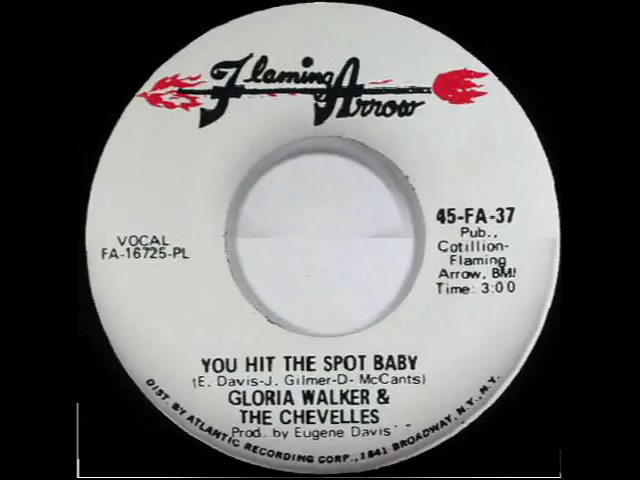 Flaming
Arrow
VOCAL
FA-16725-PL
45-FA-37
Pub.,
Cotillion-
Flaming
Arrow, BMI
Time: 3:00
YOU HIT THE SPOT BABY
(E. Davis-J. Gilmer-D- McCants)
GLORIA WALKER &
THE CHEVELLES
Prod. by Eugene Davis
DIST. BY ATLANTIC RECORDING CORP., 1841 BROADWAY, N.Y., N.Y.